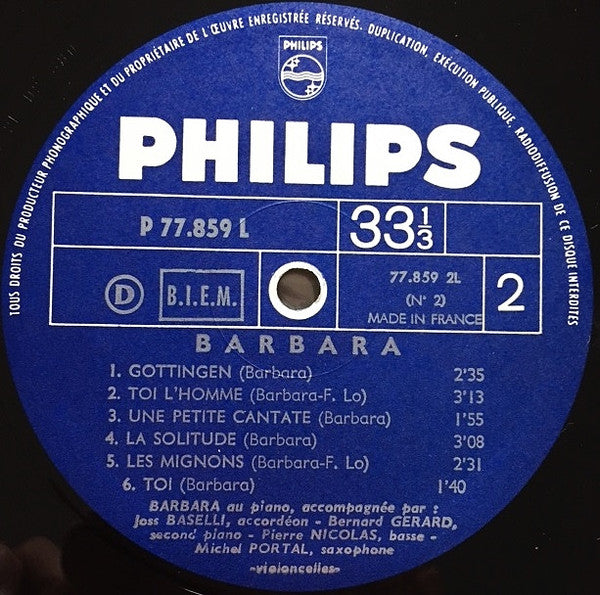 TOUS DROITS DU PRODUCTEUR PHONOGRAPHIQUE ET DU PROPRIÉTAIRE DE L'ŒUVRE ENREGISTRÉE RÉSERVÉS. DUPLICATION, EXÉCUTION PUBLIQUE, RADIODIFFUSION DE CE DISQUE INTERDITES
PHILIPS
PHILIPS
P 77.859 L
33⅓
D
B.I.E.M.
77.859 2L
(N° 2)
MADE IN FRANCE
2
BARBARA
1. GOTTINGEN (Barbara) 2'35
2. TOI L'HOMME (Barbara-F. Lo) 3'13
3. UNE PETITE CANTATE (Barbara) 1'55
4. LA SOLITUDE (Barbara) 3'08
5. LES MIGNONS (Barbara-F. Lo) 2'31
6. TOI (Barbara) 1'40
BARBARA au piano, accompagnée par :
Joss BASELLI, accordéon - Bernard GERARD,
second piano - Pierre NICOLAS, basse -
Michel PORTAL, saxophone
-violoncelles-